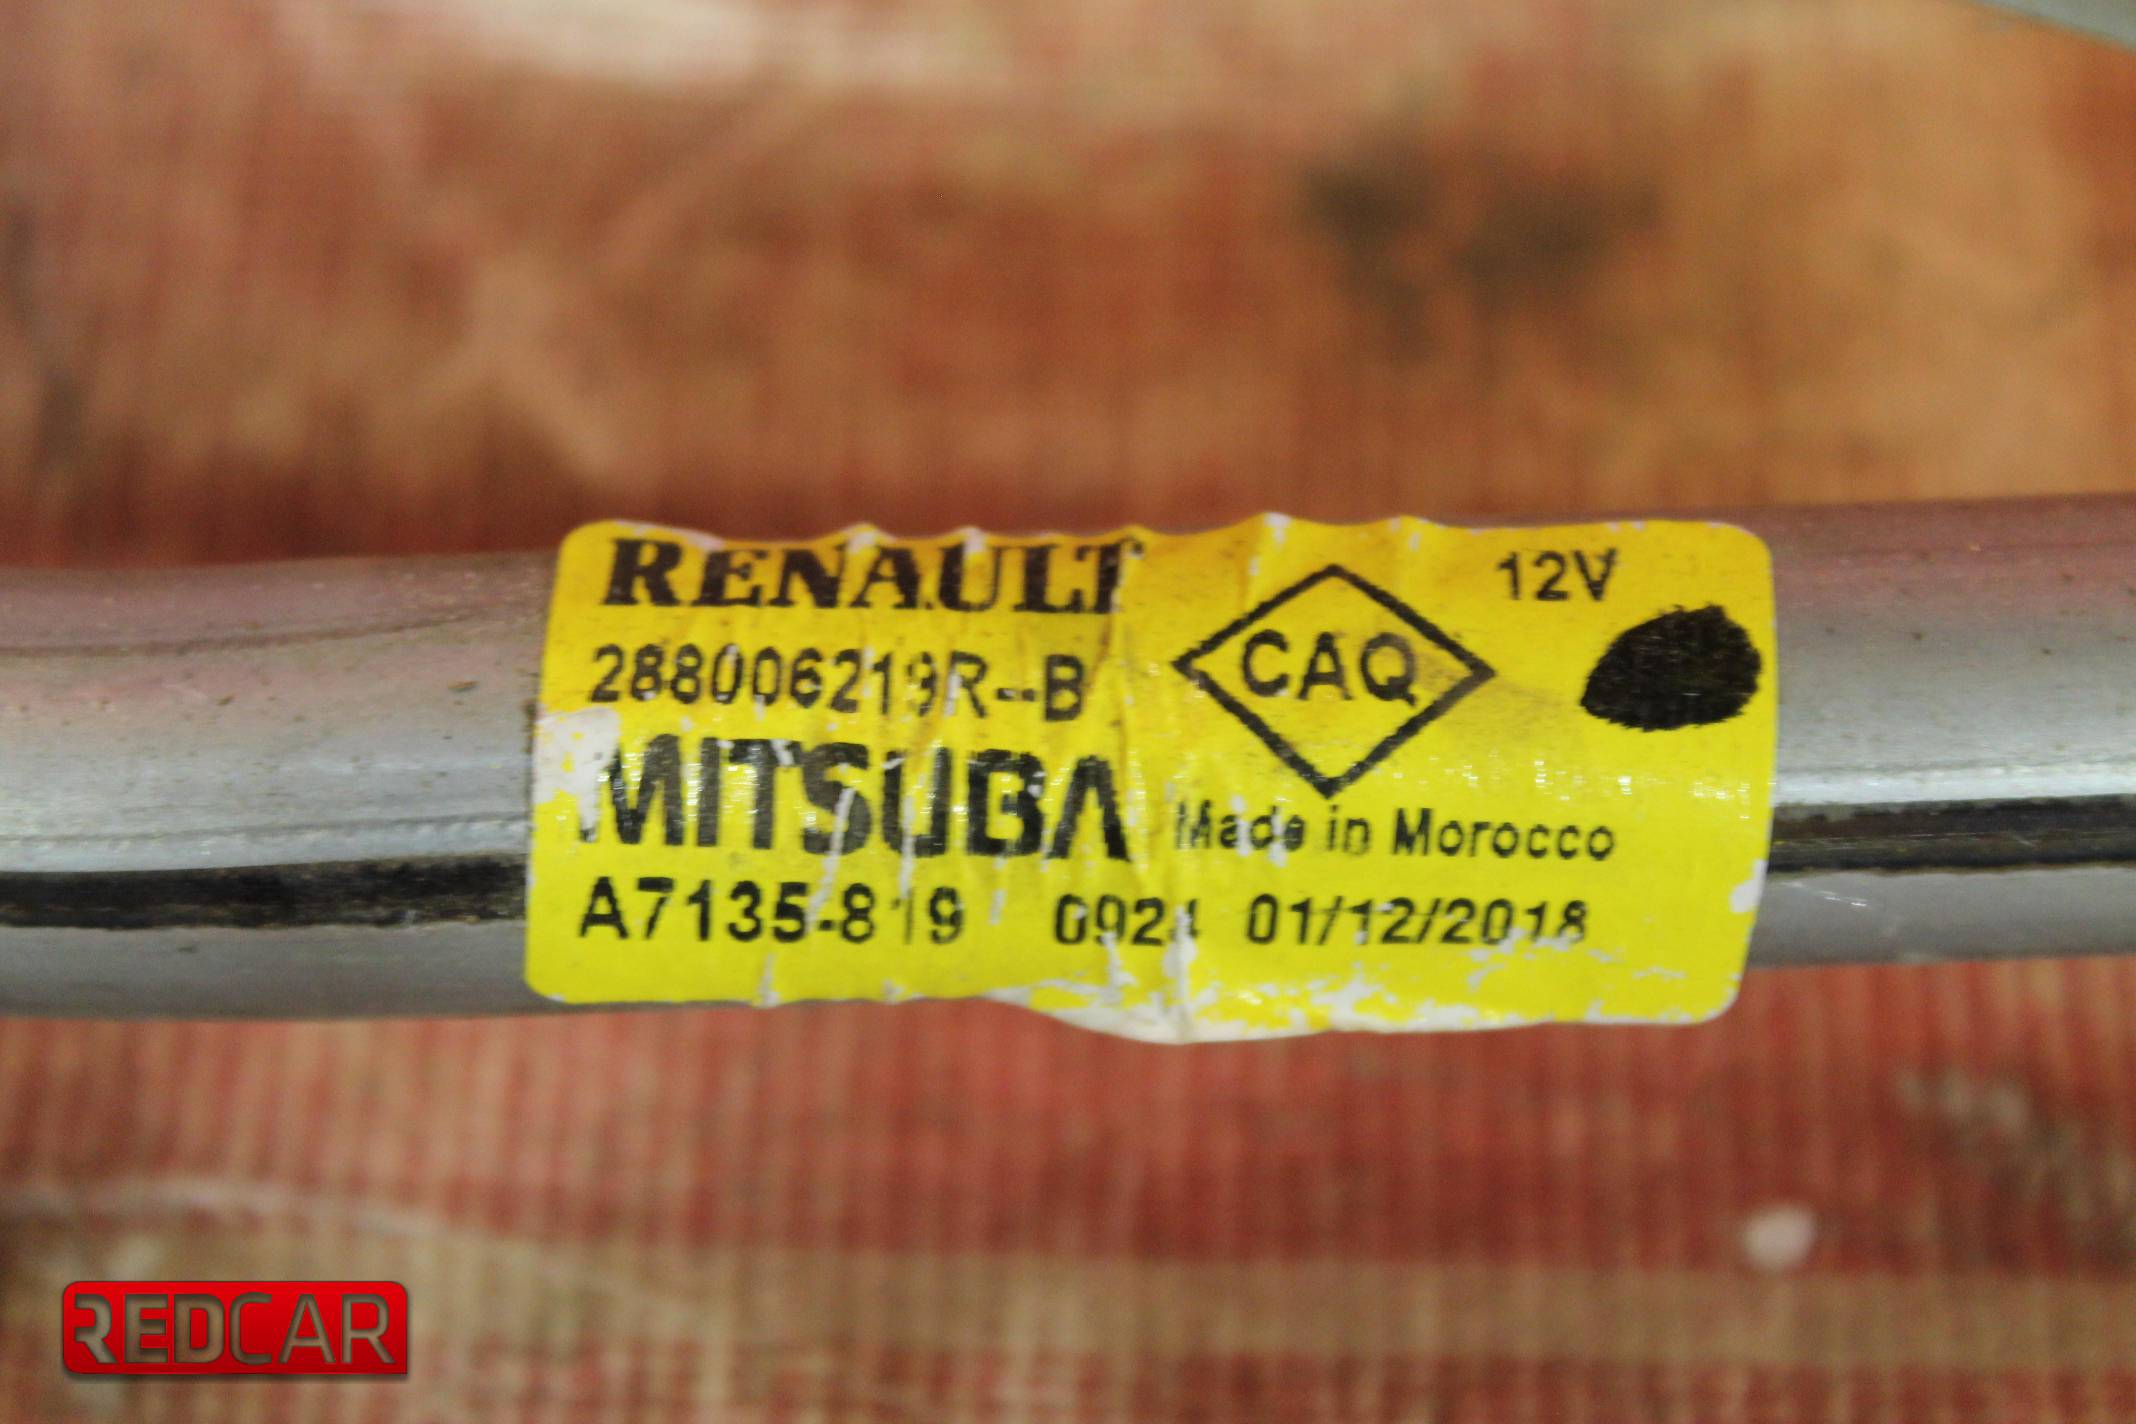 RENAULT
288006219R--B
CAQ
12V
MITSUBA
Made in Morocco
A7135-819 0924 01/12/2018
REDCAR